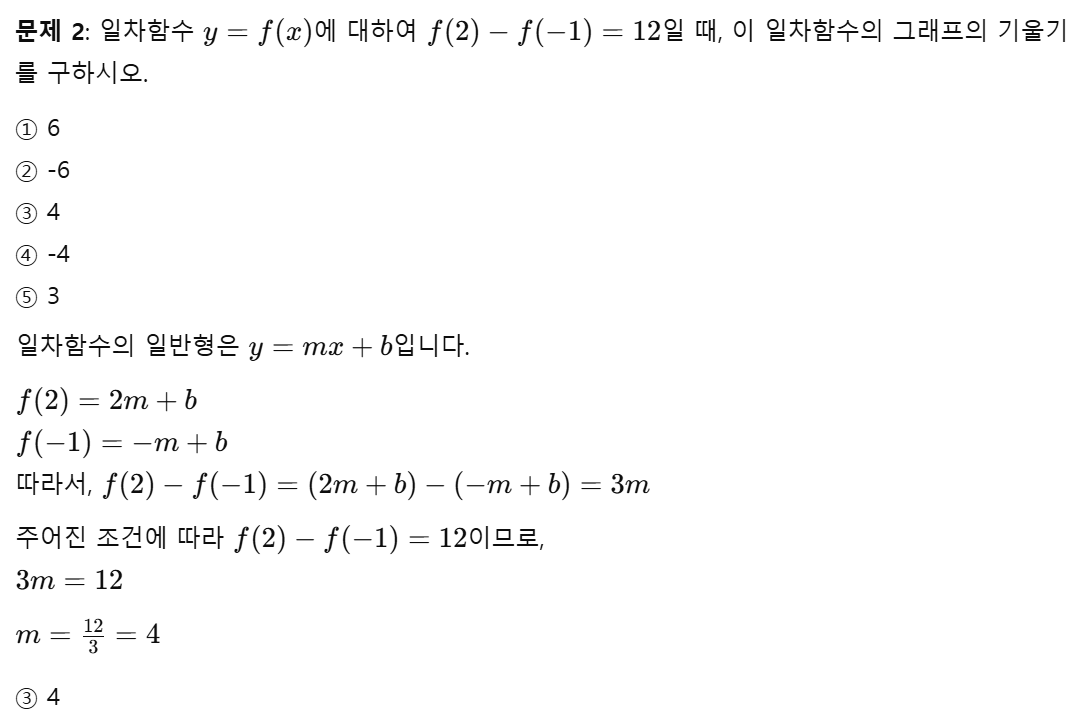 문제 2: 일차함수 y = f(x)에 대하여 f(2) − f(−1) = 12일 때, 이 일차함수의 그래프의 기울기
를 구하시오.
① 6
② -6
③ 4
④ -4
⑤ 3
일차함수의 일반형은 y = mx + b입니다.
f(2) = 2m + b
f(−1) = −m + b
따라서, f(2) − f(−1) = (2m + b) − (−m + b) = 3m
주어진 조건에 따라 f(2) − f(−1) = 12이므로,
3m = 12
m = 12/3 = 4
③ 4